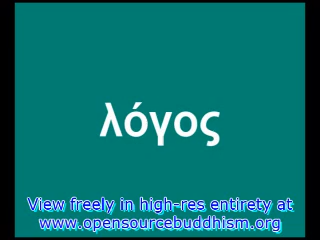 λόγος
View freely in high-res entirety at
www.opensourcebuddhism.org